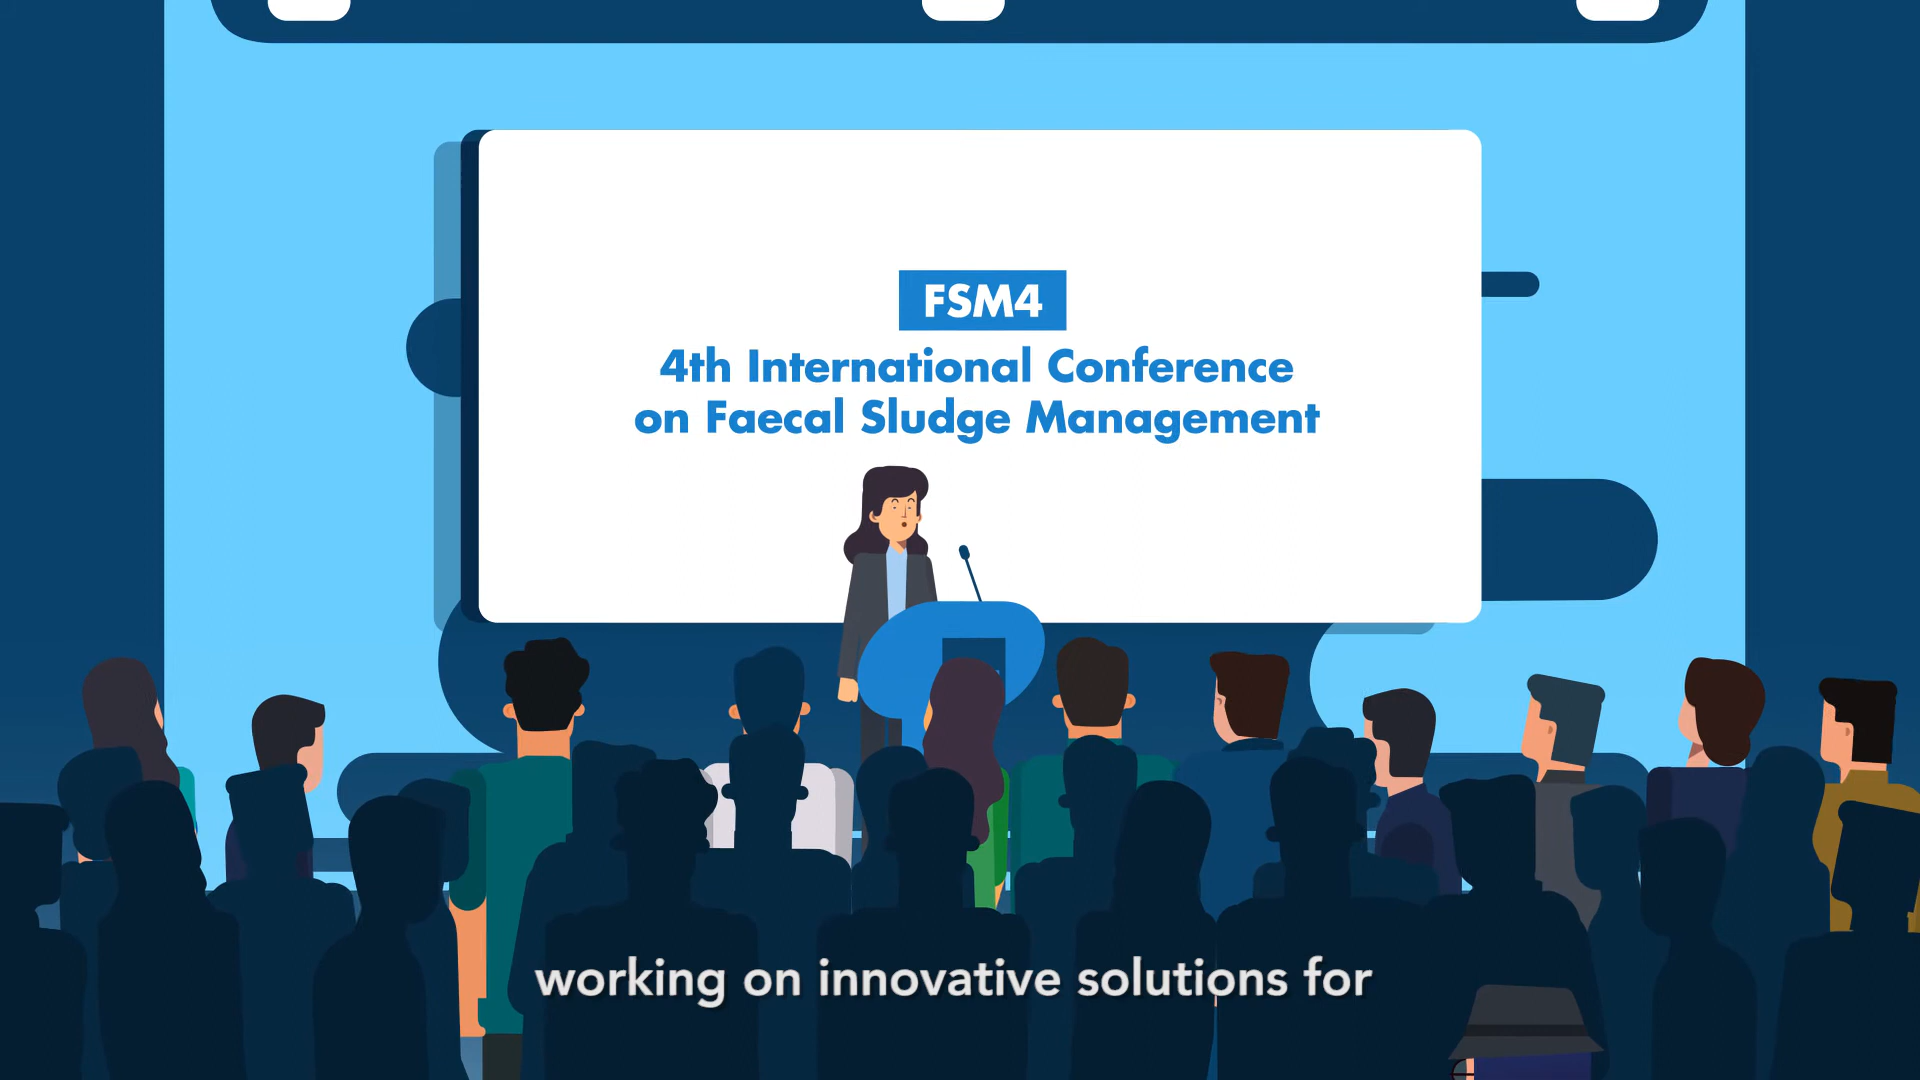 FSM4
4th International Conference
on Faecal Sludge Management
working on innovative solutions for